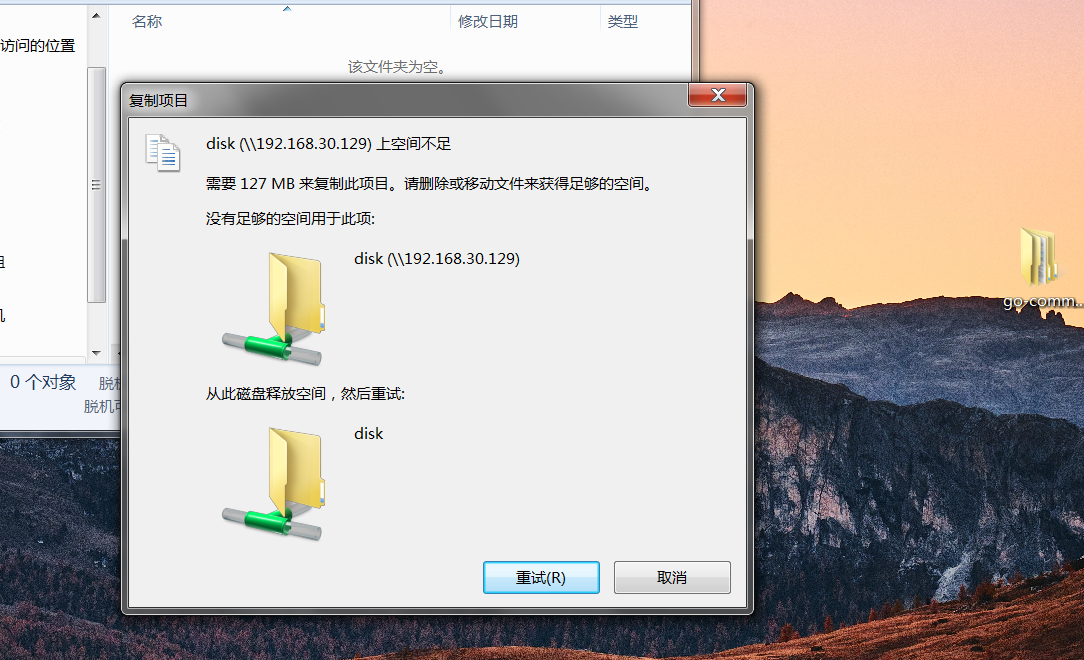 名称
修改日期
类型
访问的位置
该文件夹为空。
复制项目
disk (\\192.168.30.129) 上空间不足
需要 127 MB 来复制此项目。请删除或移动文件来获得足够的空间。
没有足够的空间用于此项:
disk (\\192.168.30.129)
go-comm...
0 个对象
脱机
脱机可
从此磁盘释放空间，然后重试:
disk
重试(R)
取消